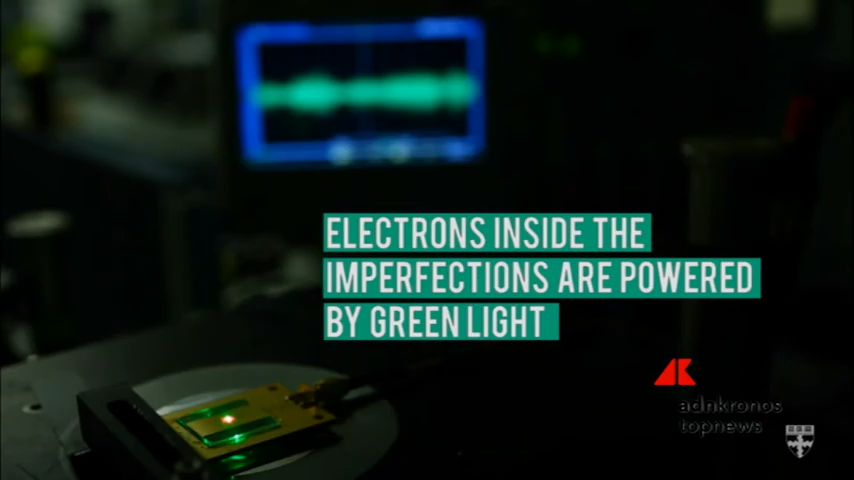 ELECTRONS INSIDE THE
IMPERFECTIONS ARE POWERED
BY GREEN LIGHT
adnkronos
topnews